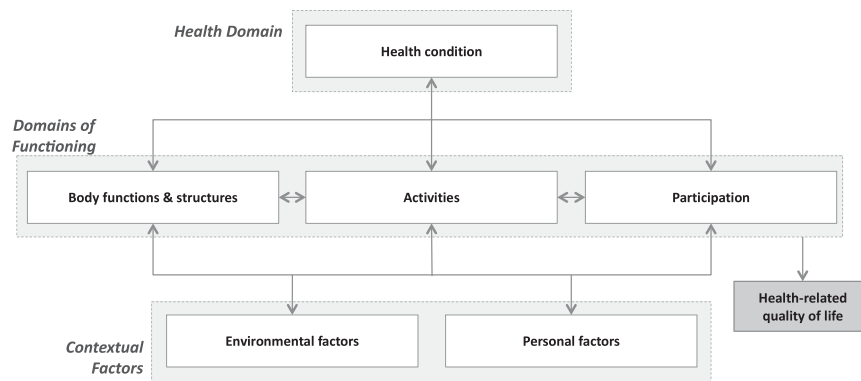 Health Domain
Health condition
Domains of
Functioning
Body functions & structures
Activities
Participation
Health-related
quality of life
Environmental factors
Personal factors
Contextual
Factors